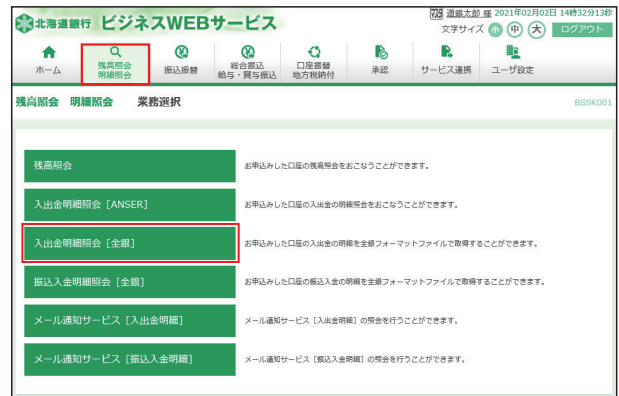 北海道銀行 ビジネスWEBサービス
道銀太郎 様 2021年02月02日 14時32分13秒
文字サイズ 小 中 大 ログアウト
ホーム
残高照会
明細照会
振込振替
総合振込
給与・賞与振込
口座振替
地方税納付
承認
サービス連携
ユーザ設定
残高照会 明細照会 業務選択
BSSK001
残高照会
お申込みした口座の残高照会をおこなうことができます。
入出金明細照会［ANSER］
お申込みした口座の入出金の明細照会をおこなうことができます。
入出金明細照会［全銀］
お申込みした口座の入出金の明細を全銀フォーマットファイルで取得することができます。
振込入金明細照会［全銀］
お申込みした口座の振込入金の明細を全銀フォーマットファイルで取得することができます。
メール通知サービス［入出金明細］
メール通知サービス［入出金明細］の照会を行うことができます。
メール通知サービス［振込入金明細］
メール通知サービス［振込入金明細］の照会を行うことができます。